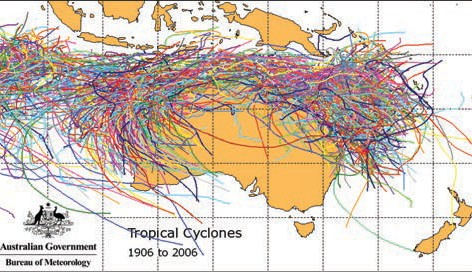 Tropical Cyclones
1906 to 2006
Australian Government
Bureau of Meteorology